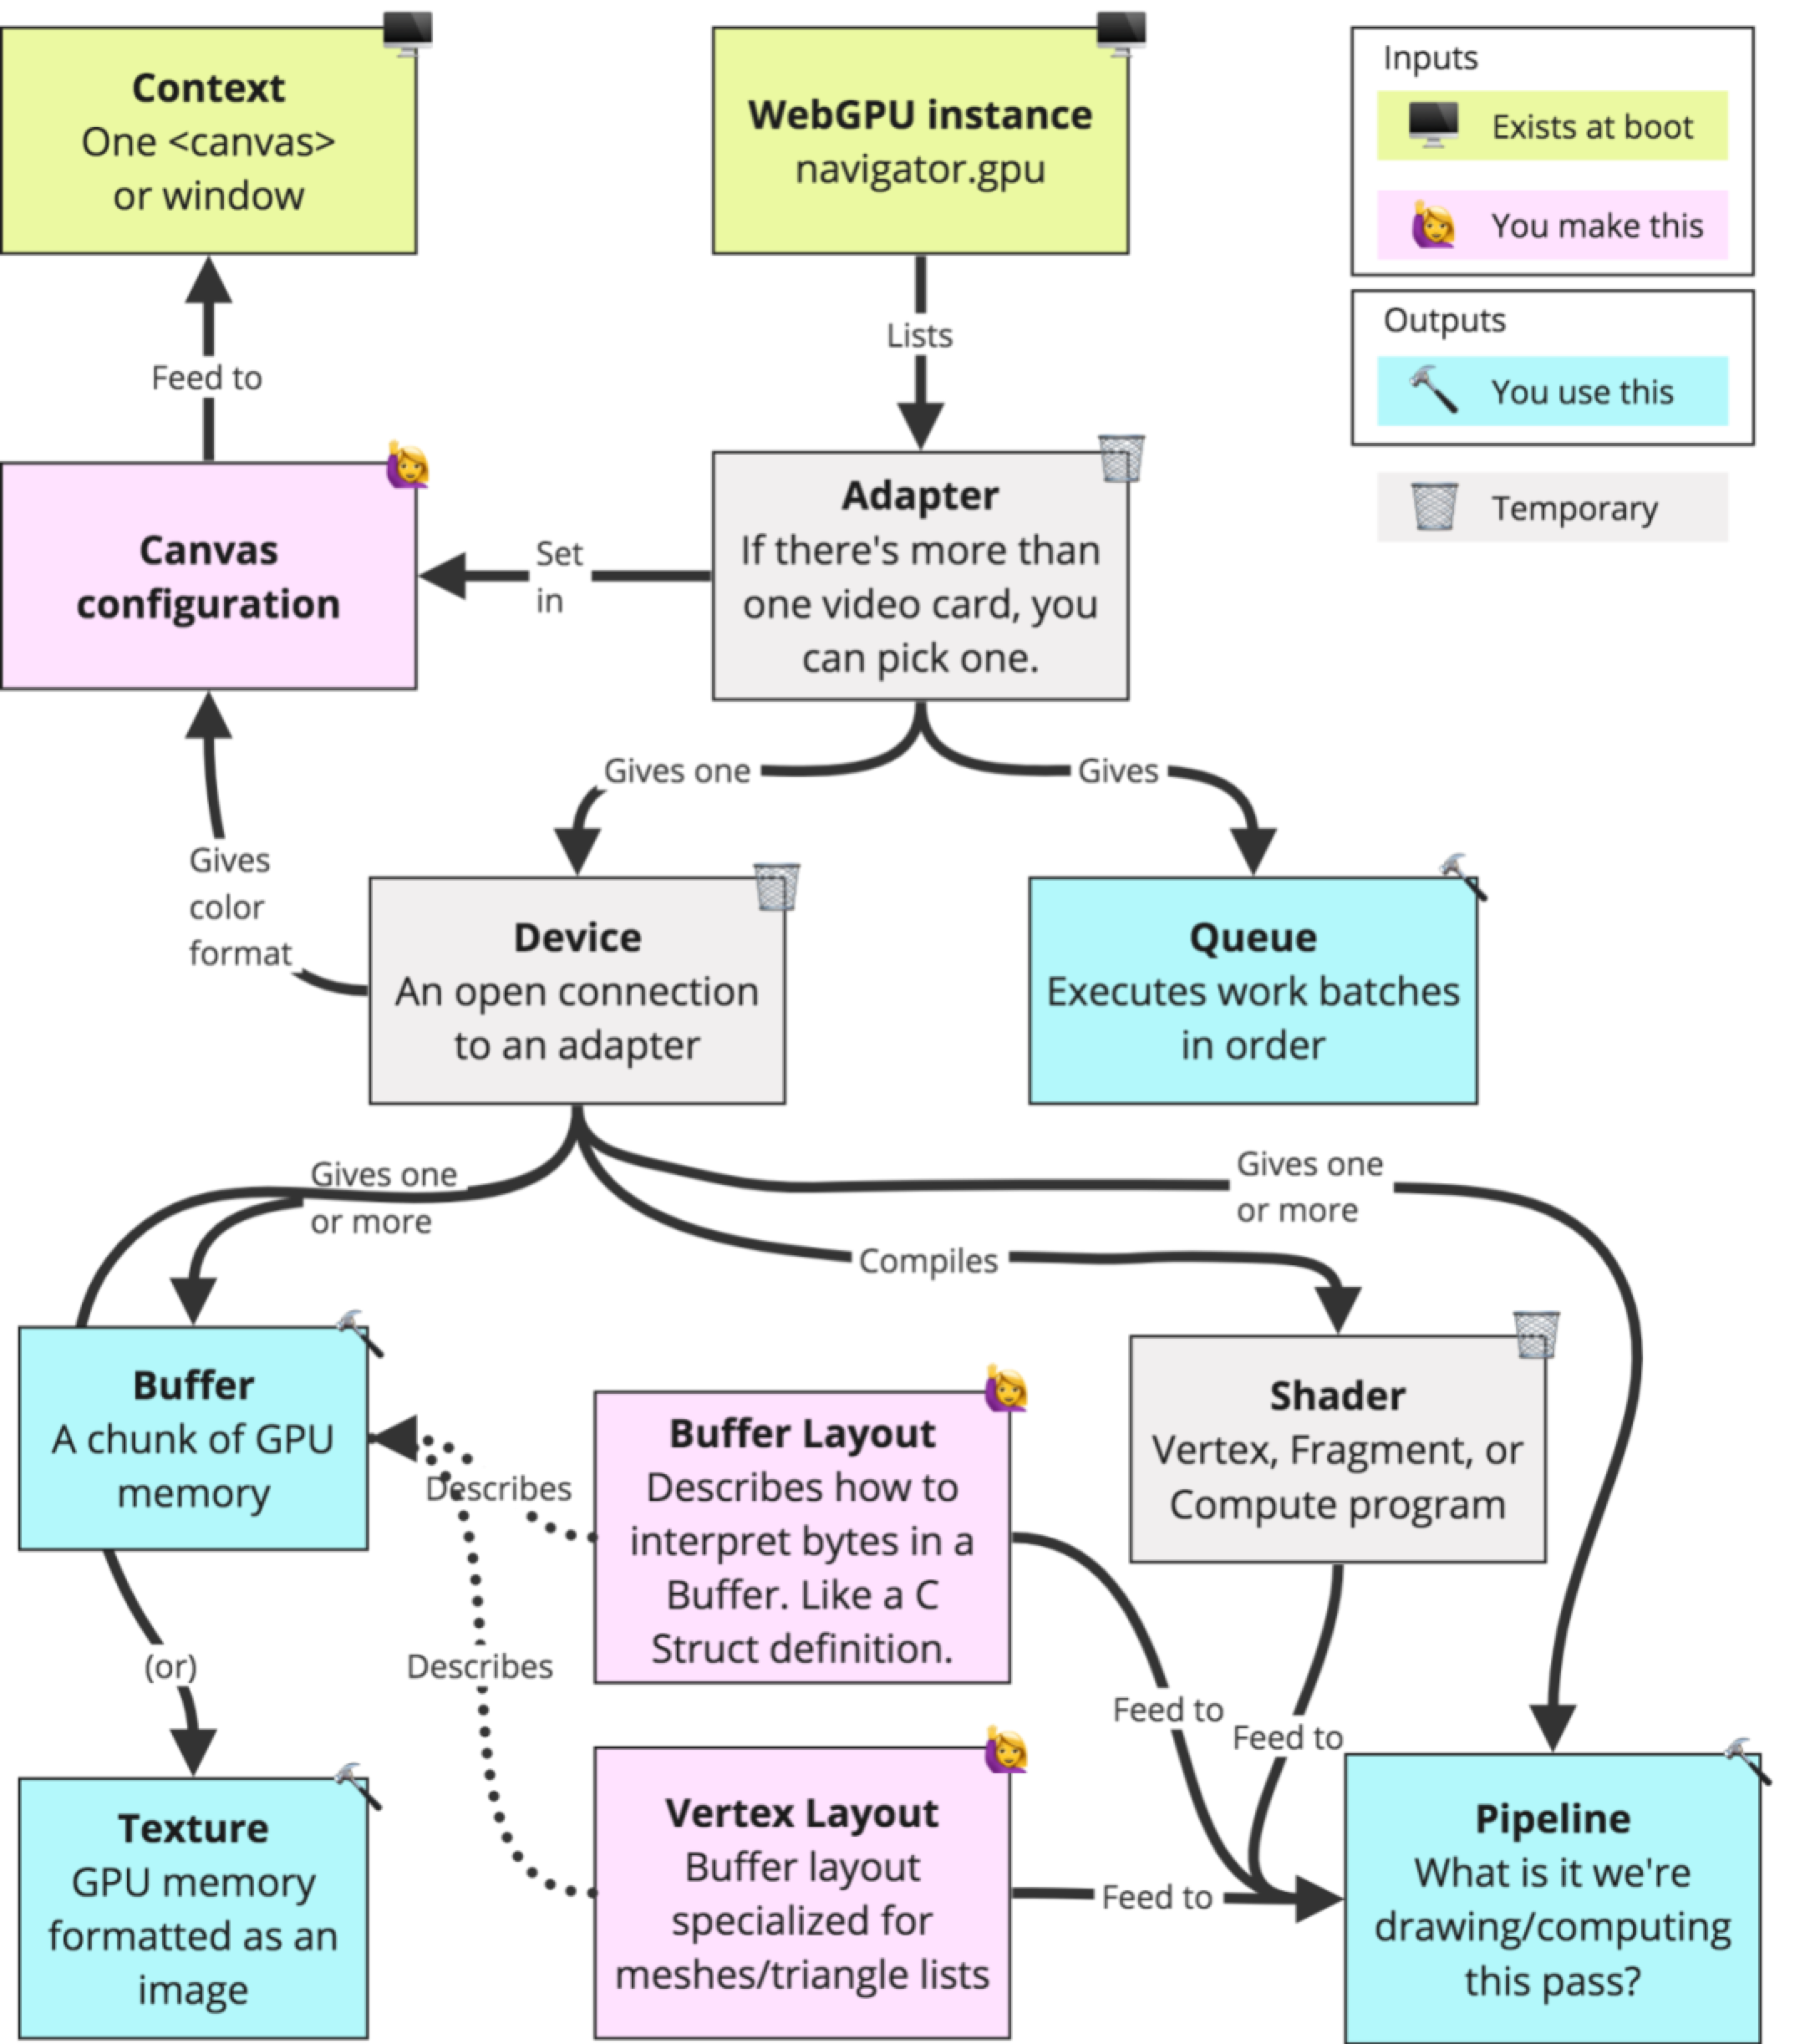 Context
One <canvas>
or window
WebGPU instance
navigator.gpu
Inputs
Exists at boot
You make this
Outputs
You use this
Temporary
Feed to
Lists
Canvas
configuration
Set
in
Adapter
If there's more than
one video card, you
can pick one.
Gives one
Gives
Gives
color
format
Device
An open connection
to an adapter
Queue
Executes work batches
in order
Gives one
or more
Compiles
Gives one
or more
Buffer
A chunk of GPU
memory
Describes
Buffer Layout
Describes how to
interpret bytes in a
Buffer. Like a C
Struct definition.
Shader
Vertex, Fragment, or
Compute program
(or)
Describes
Feed to
Feed to
Texture
GPU memory
formatted as an
image
Vertex Layout
Buffer layout
specialized for
meshes/triangle lists
Feed to
Pipeline
What is it we're
drawing/computing
this pass?